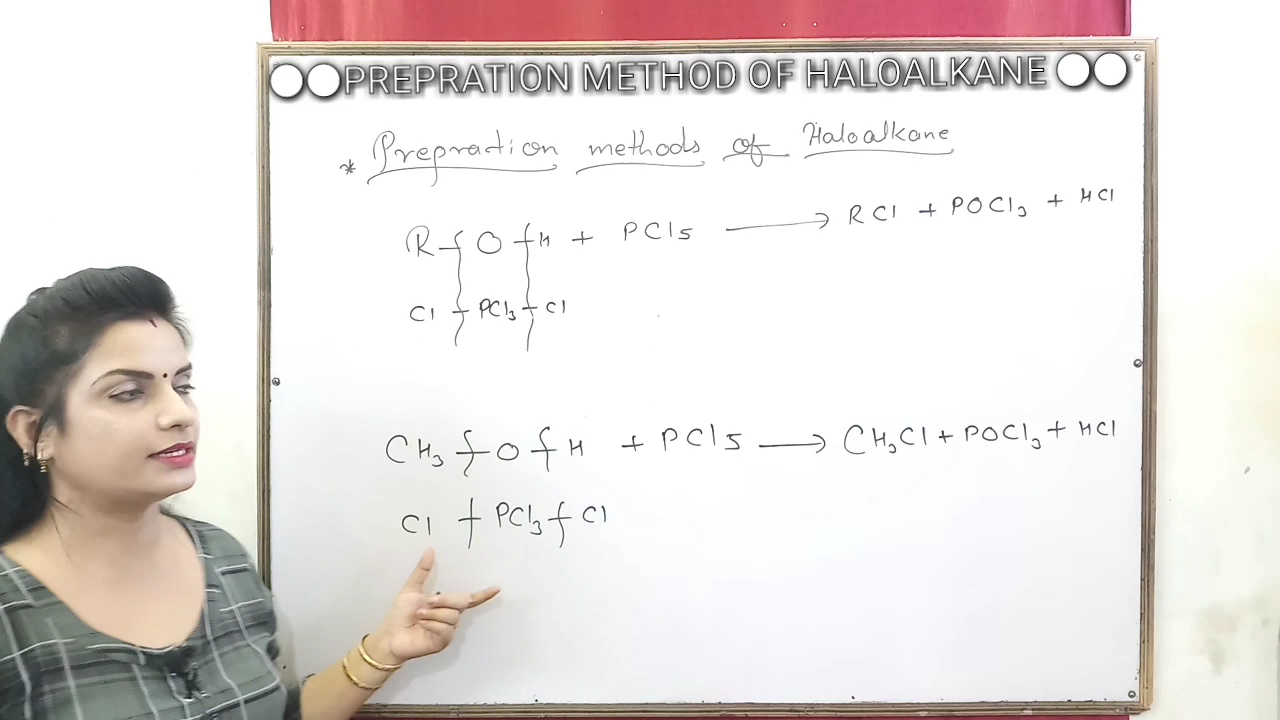 PREPRATION METHOD OF HALOALKANE
* Prepration methods of Haloalkane
R - O - H + PCl5 ⟶ RCl + POCl3 + HCl
Cl - PCl3 - Cl
CH3 - O - H + PCl5 ⟶ CH3Cl + POCl3 + HCl
Cl - PCl3 - Cl